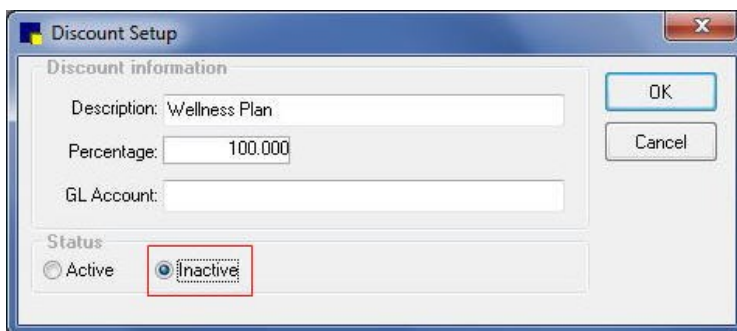 Discount Setup
Discount information
Description: Wellness Plan
Percentage: 100.000
GL Account:
OK
Cancel
Status
Active Inactive